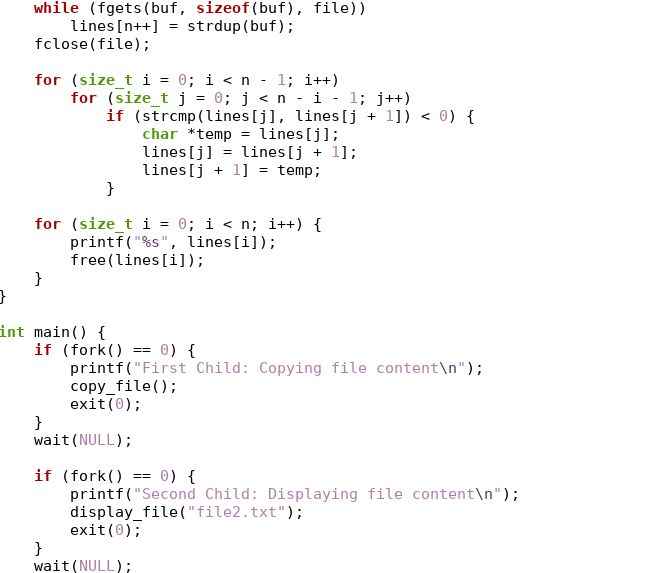 while (fgets(buf, sizeof(buf), file))
        lines[n++] = strdup(buf);
    fclose(file);

    for (size_t i = 0; i < n - 1; i++)
        for (size_t j = 0; j < n - i - 1; j++)
            if (strcmp(lines[j], lines[j + 1]) < 0) {
                char *temp = lines[j];
                lines[j] = lines[j + 1];
                lines[j + 1] = temp;
            }

    for (size_t i = 0; i < n; i++) {
        printf("%s", lines[i]);
        free(lines[i]);
    }
}

int main() {
    if (fork() == 0) {
        printf("First Child: Copying file content\n");
        copy_file();
        exit(0);
    }
    wait(NULL);

    if (fork() == 0) {
        printf("Second Child: Displaying file content\n");
        display_file("file2.txt");
        exit(0);
    }
    wait(NULL);